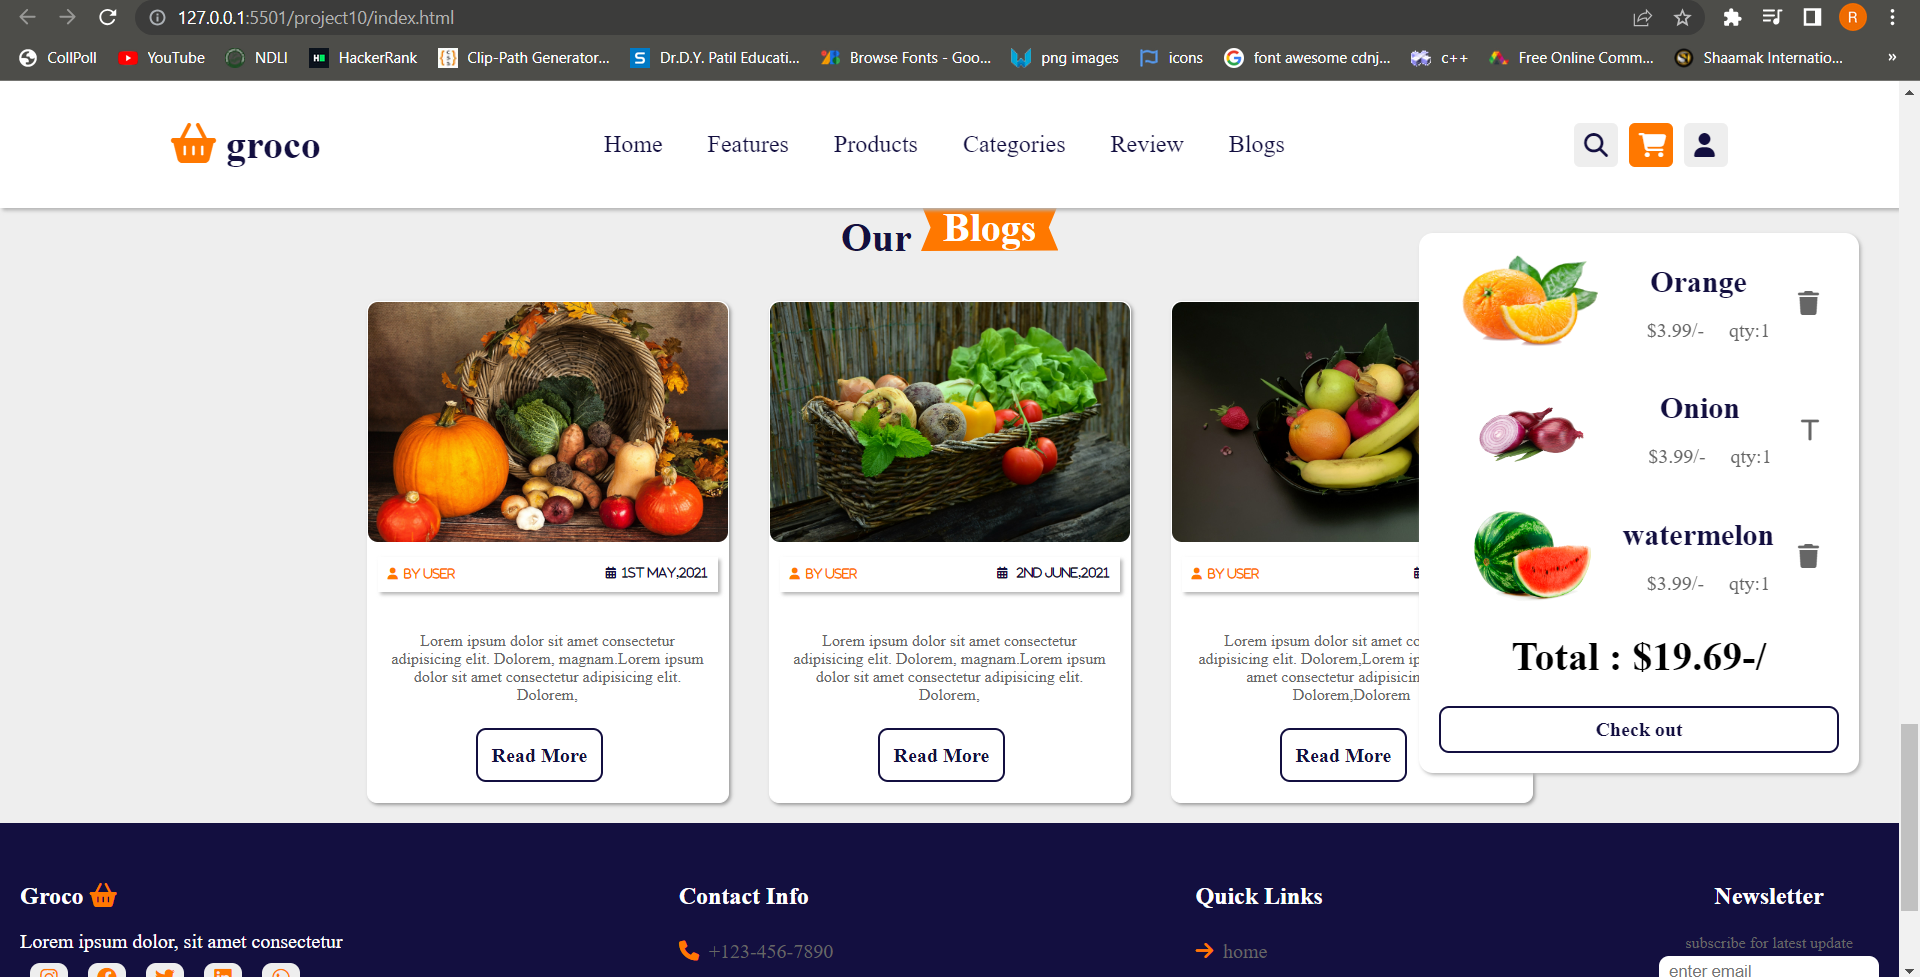 127.0.0.1:5501/project10/index.html
R
CollPoll YouTube NDLI HackerRank Clip-Path Generator... Dr.D.Y. Patil Educati... Browse Fonts - Goo... png images icons font awesome cdnj... c++ Free Online Comm... Shaamak Internatio... »
groco Home Features Products Categories Review Blogs
Our Blogs
Orange
$3.99/- qty:1
Onion
$3.99/- qty:1
watermelon
$3.99/- qty:1
Total : $19.69-/
Check out
BY USER 1ST MAY,2021
Lorem ipsum dolor sit amet consectetur
adipisicing elit. Dolorem, magnam.Lorem ipsum
dolor sit amet consectetur adipisicing elit.
Dolorem,
Read More
BY USER 2ND JUNE,2021
Lorem ipsum dolor sit amet consectetur
adipisicing elit. Dolorem, magnam.Lorem ipsum
dolor sit amet consectetur adipisicing elit.
Dolorem,
Read More
BY USER
Lorem ipsum dolor sit amet
adipisicing elit. Dolorem,Lorem
amet consectetur
Dolorem,Dolorem
Read More
Groco
Lorem ipsum dolor, sit amet consectetur
Contact Info
+123-456-7890
Quick Links
home
Newsletter
subscribe for latest update
enter email